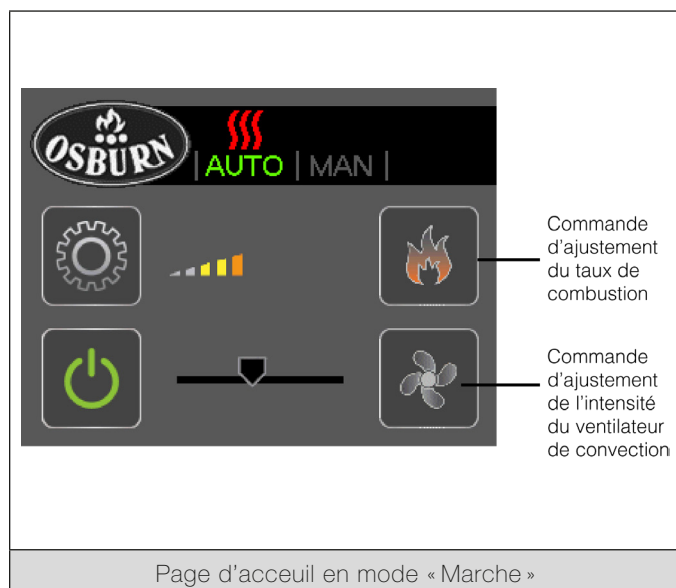 OSBURN
| AUTO | MAN |
Commande
d'ajustement
du taux de
combustion
Commande
d'ajustement
de l'intensité
du ventilateur
de convection
Page d'acceuil en mode « Marche »